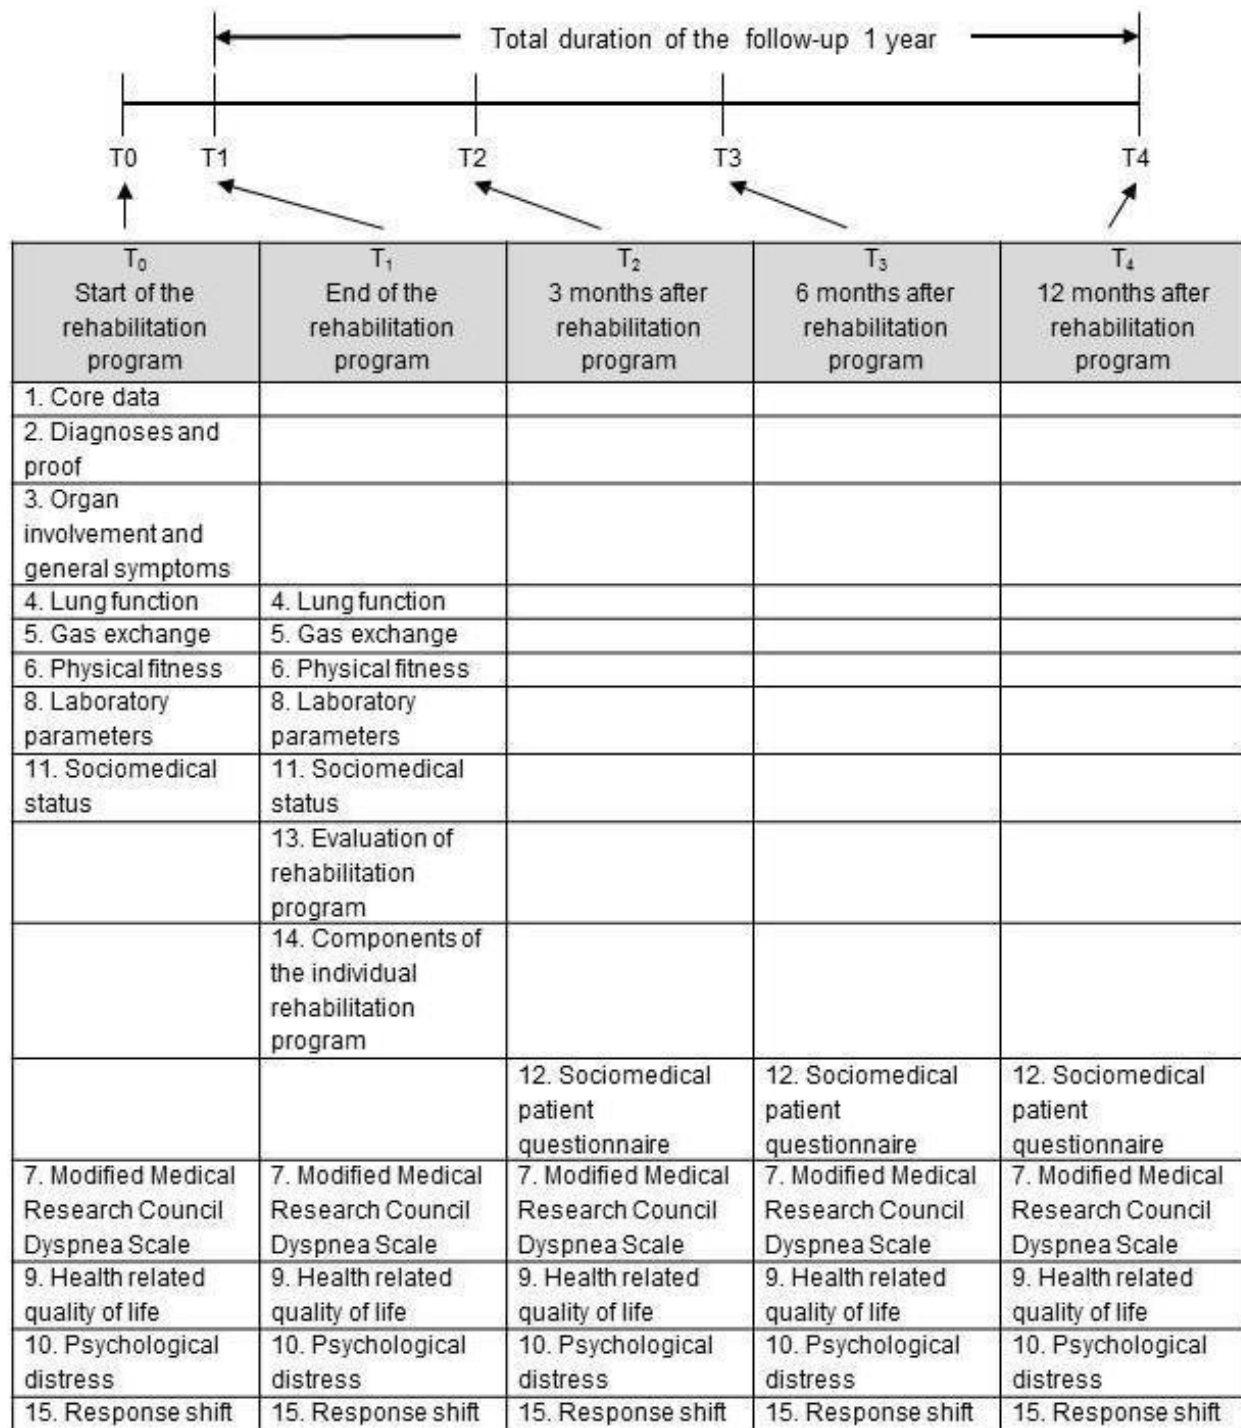 Total duration of the follow-up 1 year
T0 T1 T2 T3 T4
T₀ T₁ T₂ T₃ T₄
Start of the End of the 3 months after 6 months after 12 months after
rehabilitation rehabilitation rehabilitation rehabilitation rehabilitation
program program program program program
1. Core data
2. Diagnoses and
proof
3. Organ
involvement and
general symptoms
4. Lung function 4. Lung function
5. Gas exchange 5. Gas exchange
6. Physical fitness 6. Physical fitness
8. Laboratory 8. Laboratory
parameters parameters
11. Sociomedical 11. Sociomedical
status status
13. Evaluation of
rehabilitation
program
14. Components of
the individual
rehabilitation
program
12. Sociomedical 12. Sociomedical 12. Sociomedical
patient patient patient
questionnaire questionnaire questionnaire
7. Modified Medical 7. Modified Medical 7. Modified Medical 7. Modified Medical 7. Modified Medical
Research Council Research Council Research Council Research Council Research Council
Dyspnea Scale Dyspnea Scale Dyspnea Scale Dyspnea Scale Dyspnea Scale
9. Health related 9. Health related 9. Health related 9. Health related 9. Health related
quality of life quality of life quality of life quality of life quality of life
10. Psychological 10. Psychological 10. Psychological 10. Psychological 10. Psychological
distress distress distress distress distress
15. Response shift 15. Response shift 15. Response shift 15. Response shift 15. Response shift